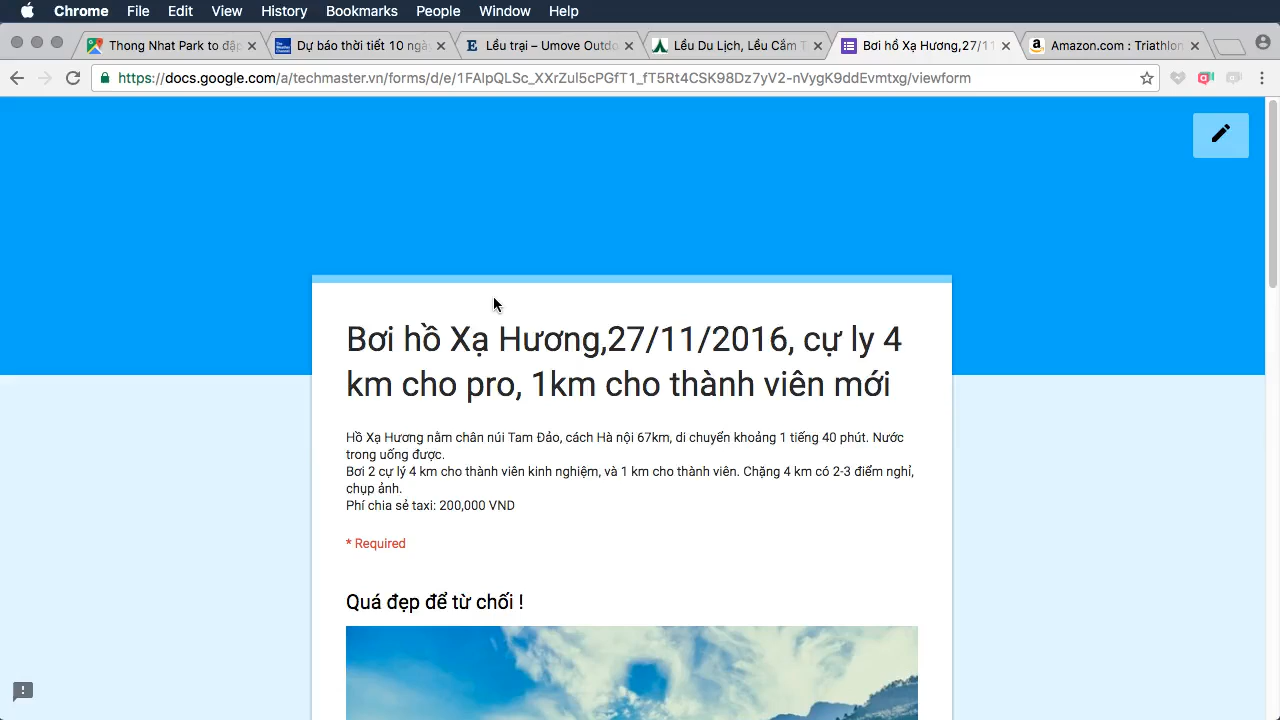 Chrome File Edit View History Bookmarks People Window Help
Thong Nhat Park to đạp Dự báo thời tiết 10 ngà Lều trại – Umove Outdo Lều Du Lịch, Lều Cắm T Bơi hồ Xạ Hương,27/11 Amazon.com : Triathlon
https://docs.google.com/a/techmaster.vn/forms/d/e/1FAIpQLSc_XXrZuI5cPGfT1_fT5Rt4CSK98Dz7yV2-nVygK9ddEvmtxg/viewform
Bơi hồ Xạ Hương,27/11/2016, cự ly 4
km cho pro, 1km cho thành viên mới
Hồ Xạ Hương nằm chân núi Tam Đảo, cách Hà nội 67km, di chuyển khoảng 1 tiếng 40 phút. Nước
trong uống được.
Bơi 2 cự lý 4 km cho thành viên kinh nghiệm, và 1 km cho thành viên. Chặng 4 km có 2-3 điểm nghỉ,
chụp ảnh.
Phí chia sẻ taxi: 200,000 VND
* Required
Quá đẹp để từ chối !